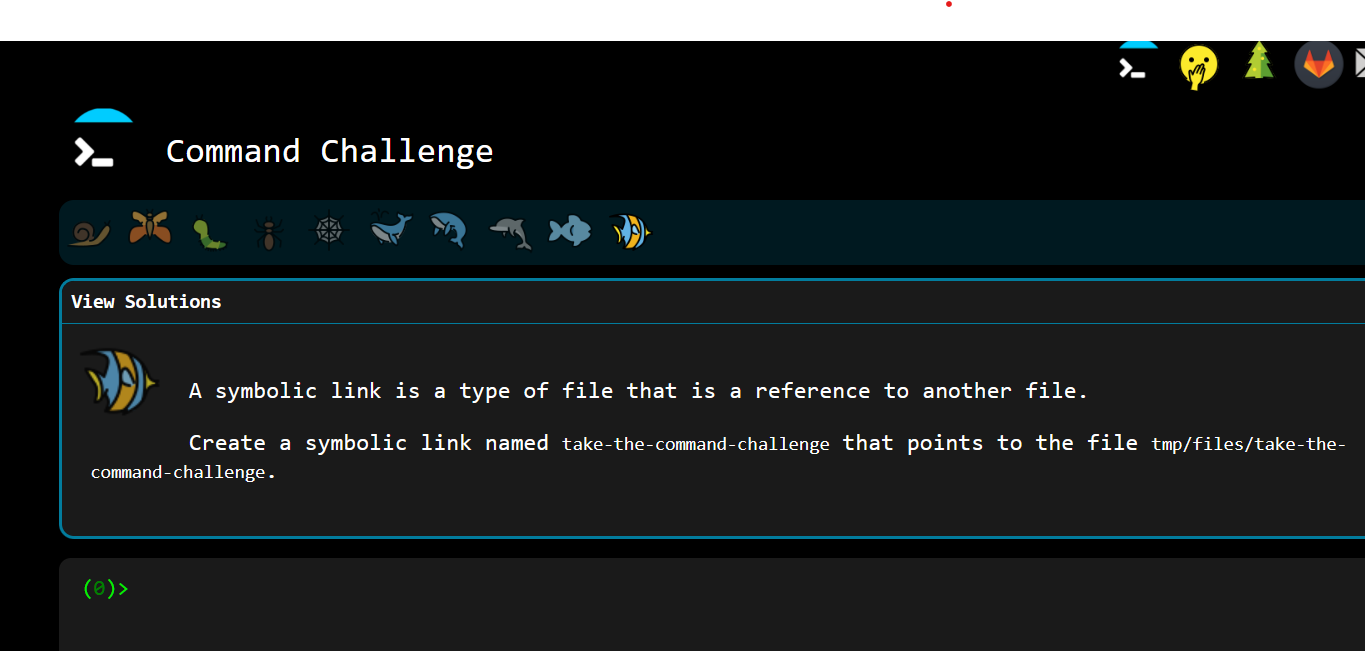 Command Challenge
View Solutions
A symbolic link is a type of file that is a reference to another file.
Create a symbolic link named take-the-command-challenge that points to the file tmp/files/take-the-
command-challenge.
(0)>